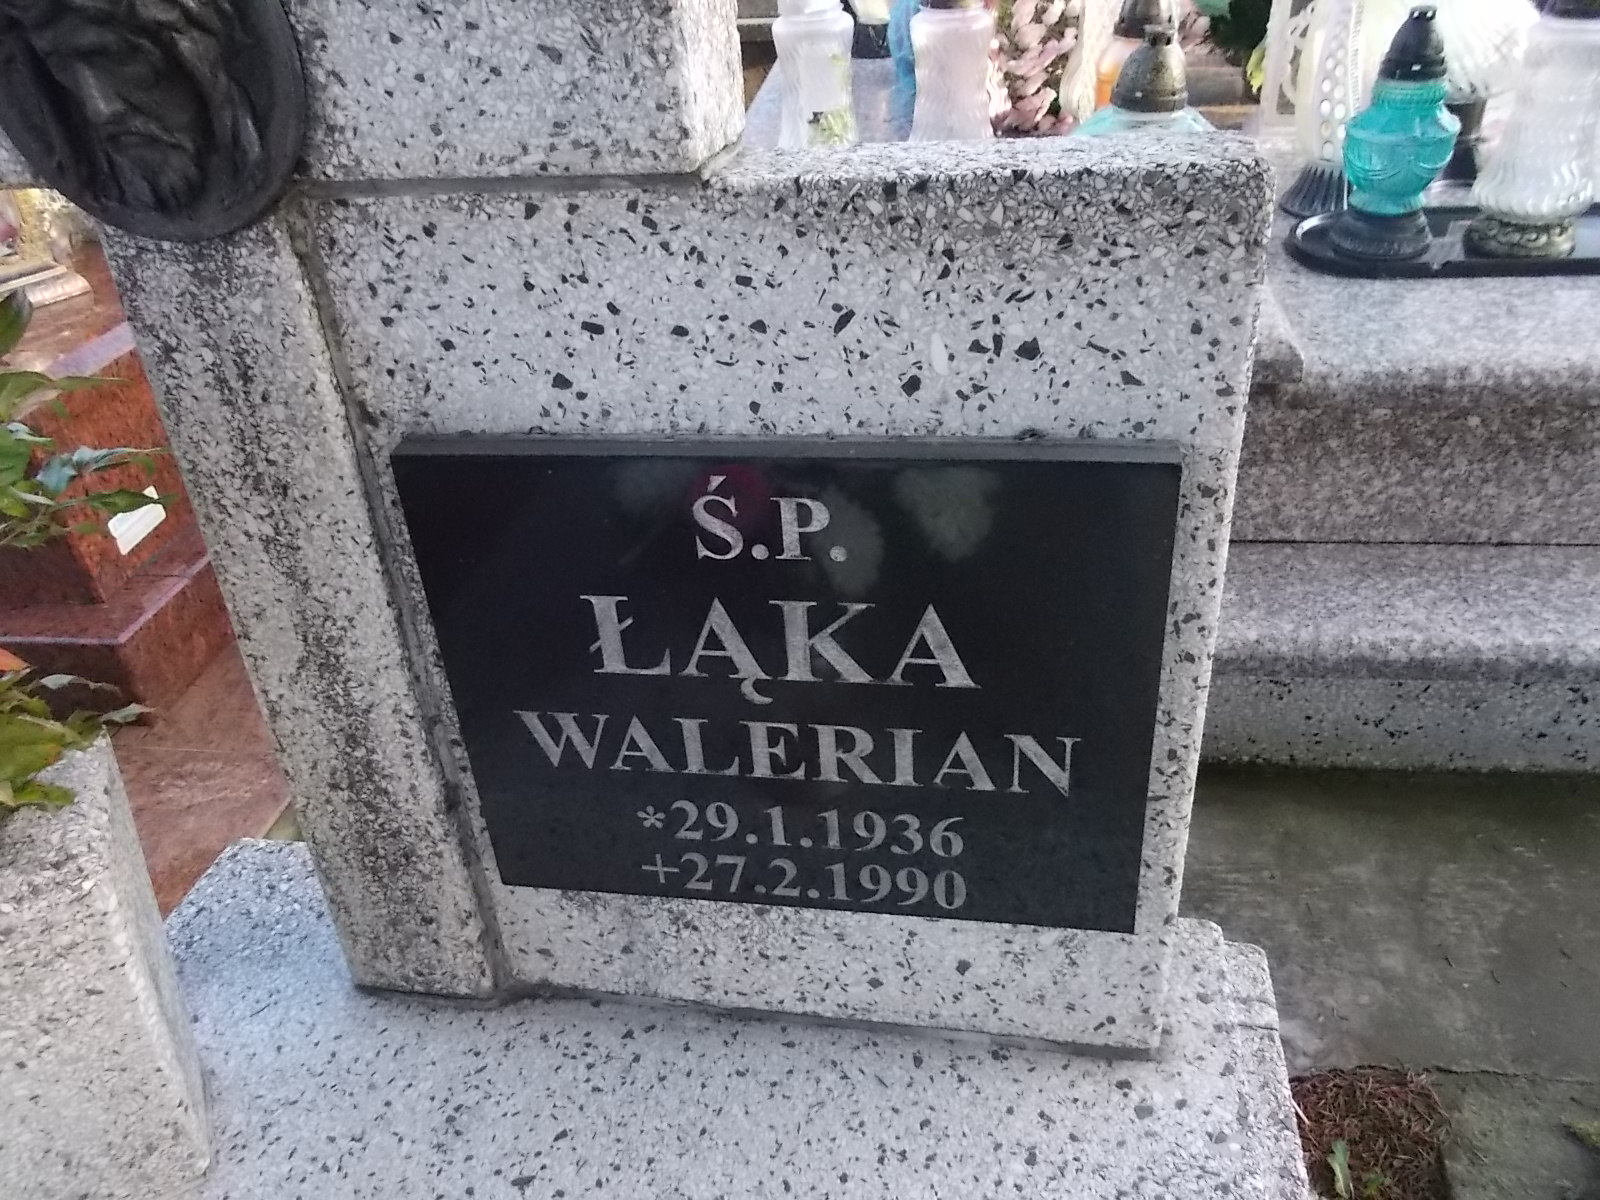 Ś.P.
ŁĄKA
WALERIAN
*29.1.1936
+27.2.1990